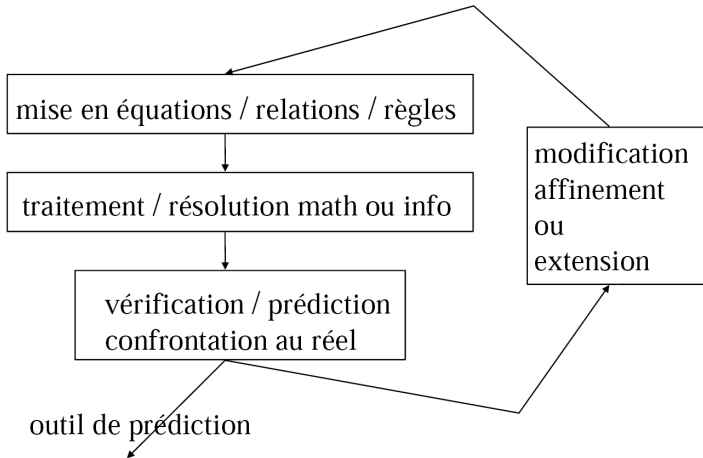 mise en équations / relations / règles
traitement / résolution math ou info
vérification / prédiction
confrontation au réel
modification
affinement
ou
extension
outil de prédiction